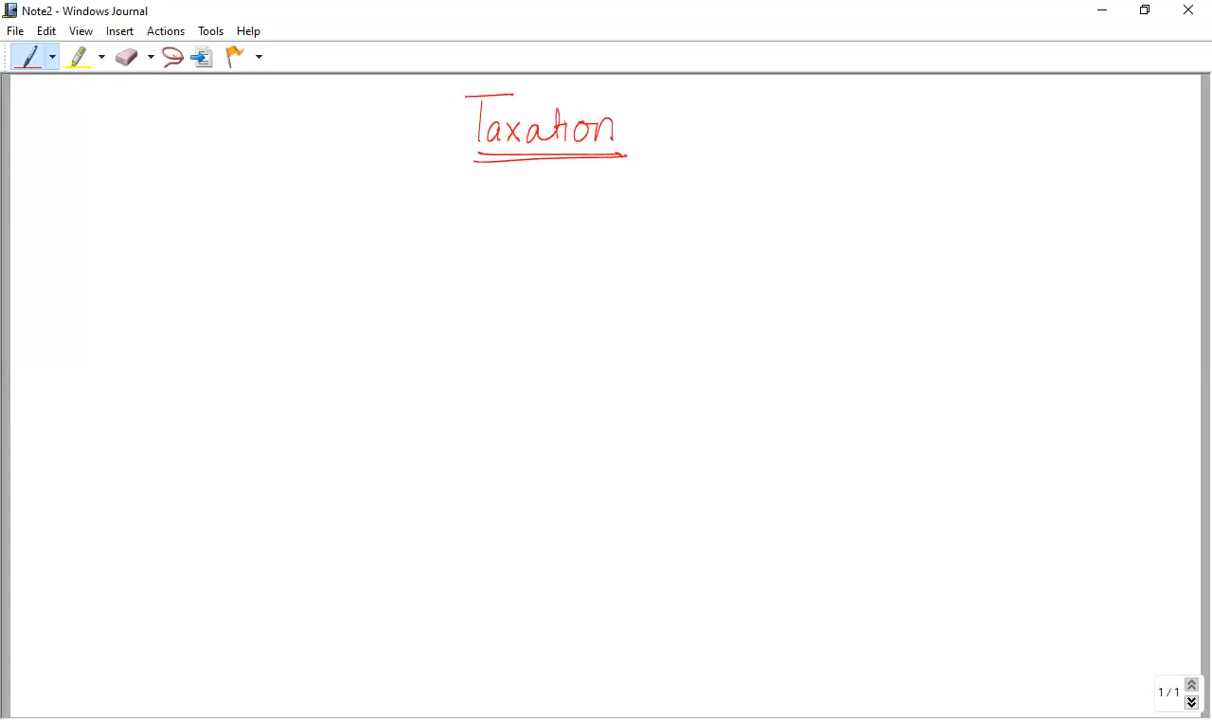 Note2 - Windows Journal
File Edit View Insert Actions Tools Help
Taxation
1 / 1